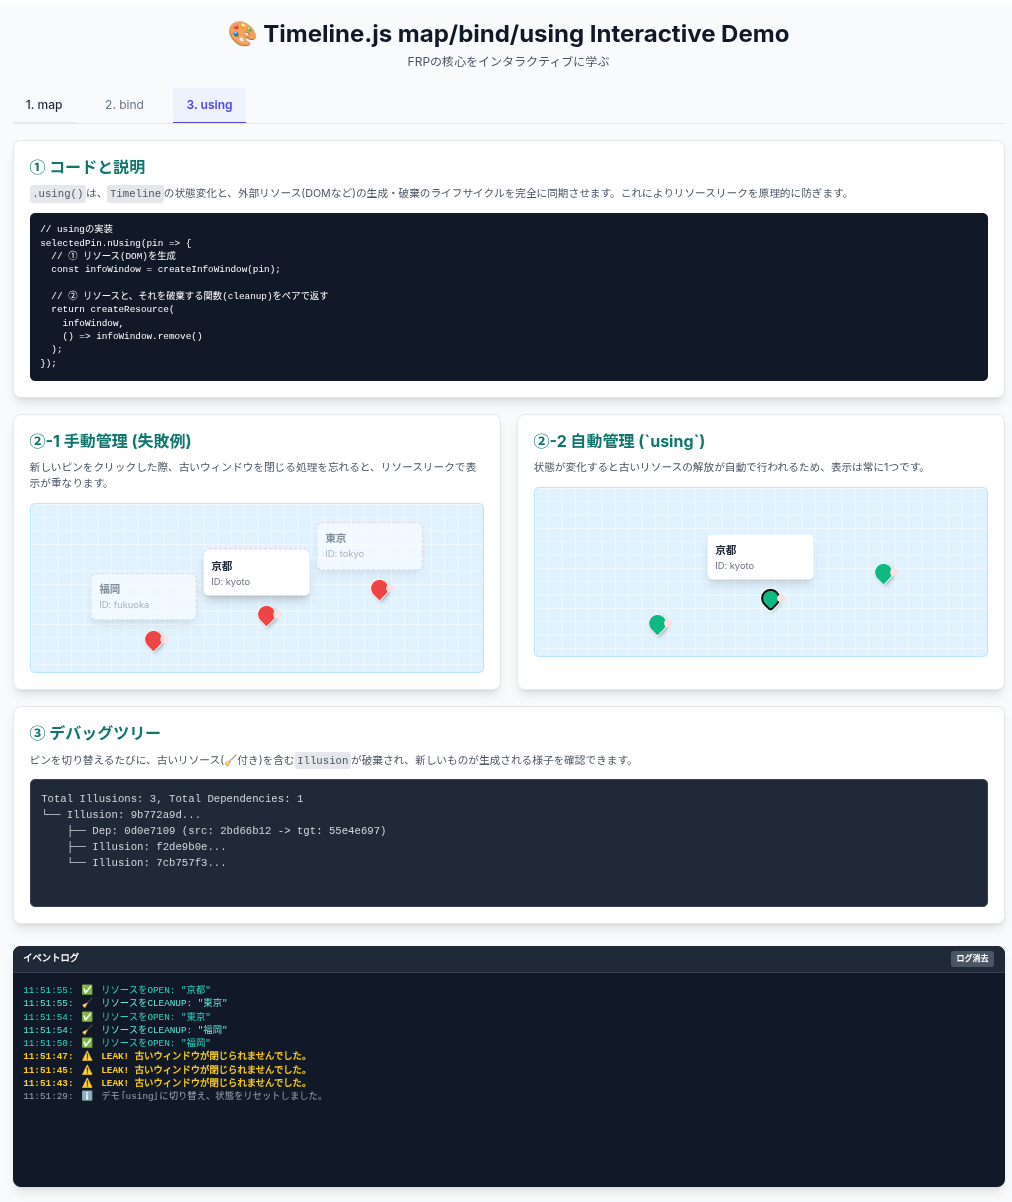 🎨 Timeline.js map/bind/using Interactive Demo
FRPの核心をインタラクティブに学ぶ
1. map
2. bind
3. using
① コードと説明
.using()は、Timelineの状態変化と、外部リソース(DOMなど)の生成・破棄のライフサイクルを完全に同期させます。これによりリソースリークを原理的に防ぎます。
// usingの実装
selectedPin.nUsing(pin => {
  // ① リソース(DOM)を生成
  const infoWindow = createInfoWindow(pin);

  // ② リソースと、それを破棄する関数(cleanup)をペアで返す
  return createResource(
    infoWindow,
    () => infoWindow.remove()
  );
});
②-1 手動管理 (失敗例)
新しいピンをクリックした際、古いウィンドウを閉じる処理を忘れると、リソースリークで表
示が重なります。
東京
ID: tokyo
京都
ID: kyoto
福岡
ID: fukuoka
②-2 自動管理 (`using`)
状態が変化すると古いリソースの解放が自動で行われるため、表示は常に1つです。
京都
ID: kyoto
③ デバッグツリー
ピンを切り替えるたびに、古いリソース(🧹付き)を含むIllusionが破棄され、新しいものが生成される様子を確認できます。
Total Illusions: 3, Total Dependencies: 1
└── Illusion: 9b772a9d...
    ├── Dep: 0d0e7109 (src: 2bd66b12 -> tgt: 55e4e697)
    ├── Illusion: f2de9b0e...
    └── Illusion: 7cb757f3...
イベントログ
ログ消去
11:51:55: ✅ リソースをOPEN: "京都"
11:51:55: 🧹 リソースをCLEANUP: "東京"
11:51:54: ✅ リソースをOPEN: "東京"
11:51:54: 🧹 リソースをCLEANUP: "福岡"
11:51:50: ✅ リソースをOPEN: "福岡"
11:51:47: ⚠️ LEAK! 古いウィンドウが閉じられませんでした。
11:51:45: ⚠️ LEAK! 古いウィンドウが閉じられませんでした。
11:51:43: ⚠️ LEAK! 古いウィンドウが閉じられませんでした。
11:51:29: ℹ️ デモ「using」に切り替え、状態をリセットしました。